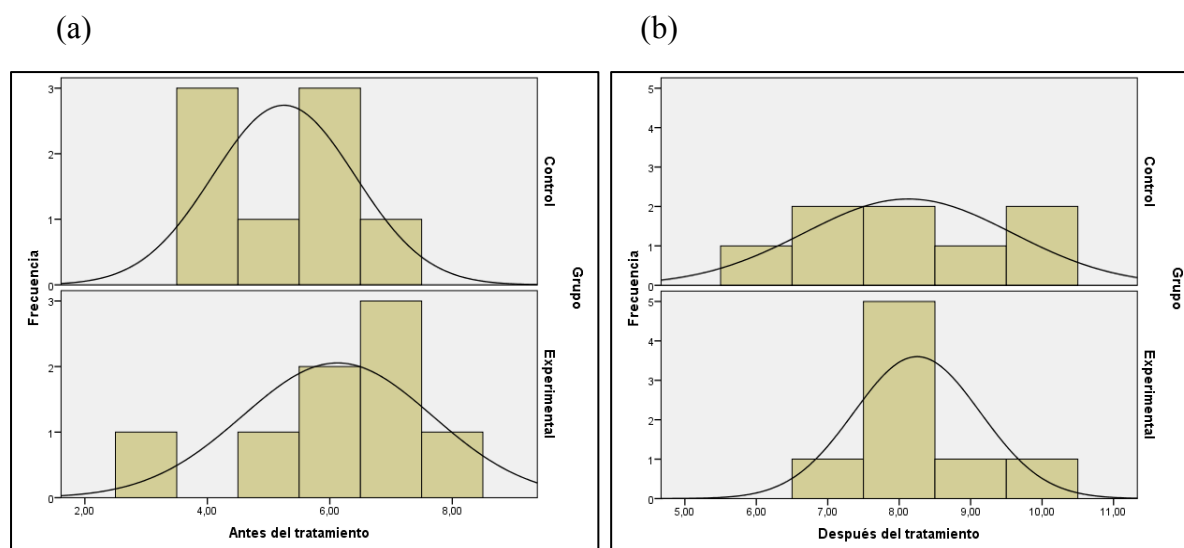 (a)
3
2
1
0
3
2
1
0
Frecuencia
Control
Experimental
Grupo
2,00 4,00 6,00 8,00
Antes del tratamiento
(b)
5
4
3
2
1
0
5
4
3
2
1
0
Frecuencia
Control
Experimental
Grupo
5,00 6,00 7,00 8,00 9,00 10,00 11,00
Después del tratamiento